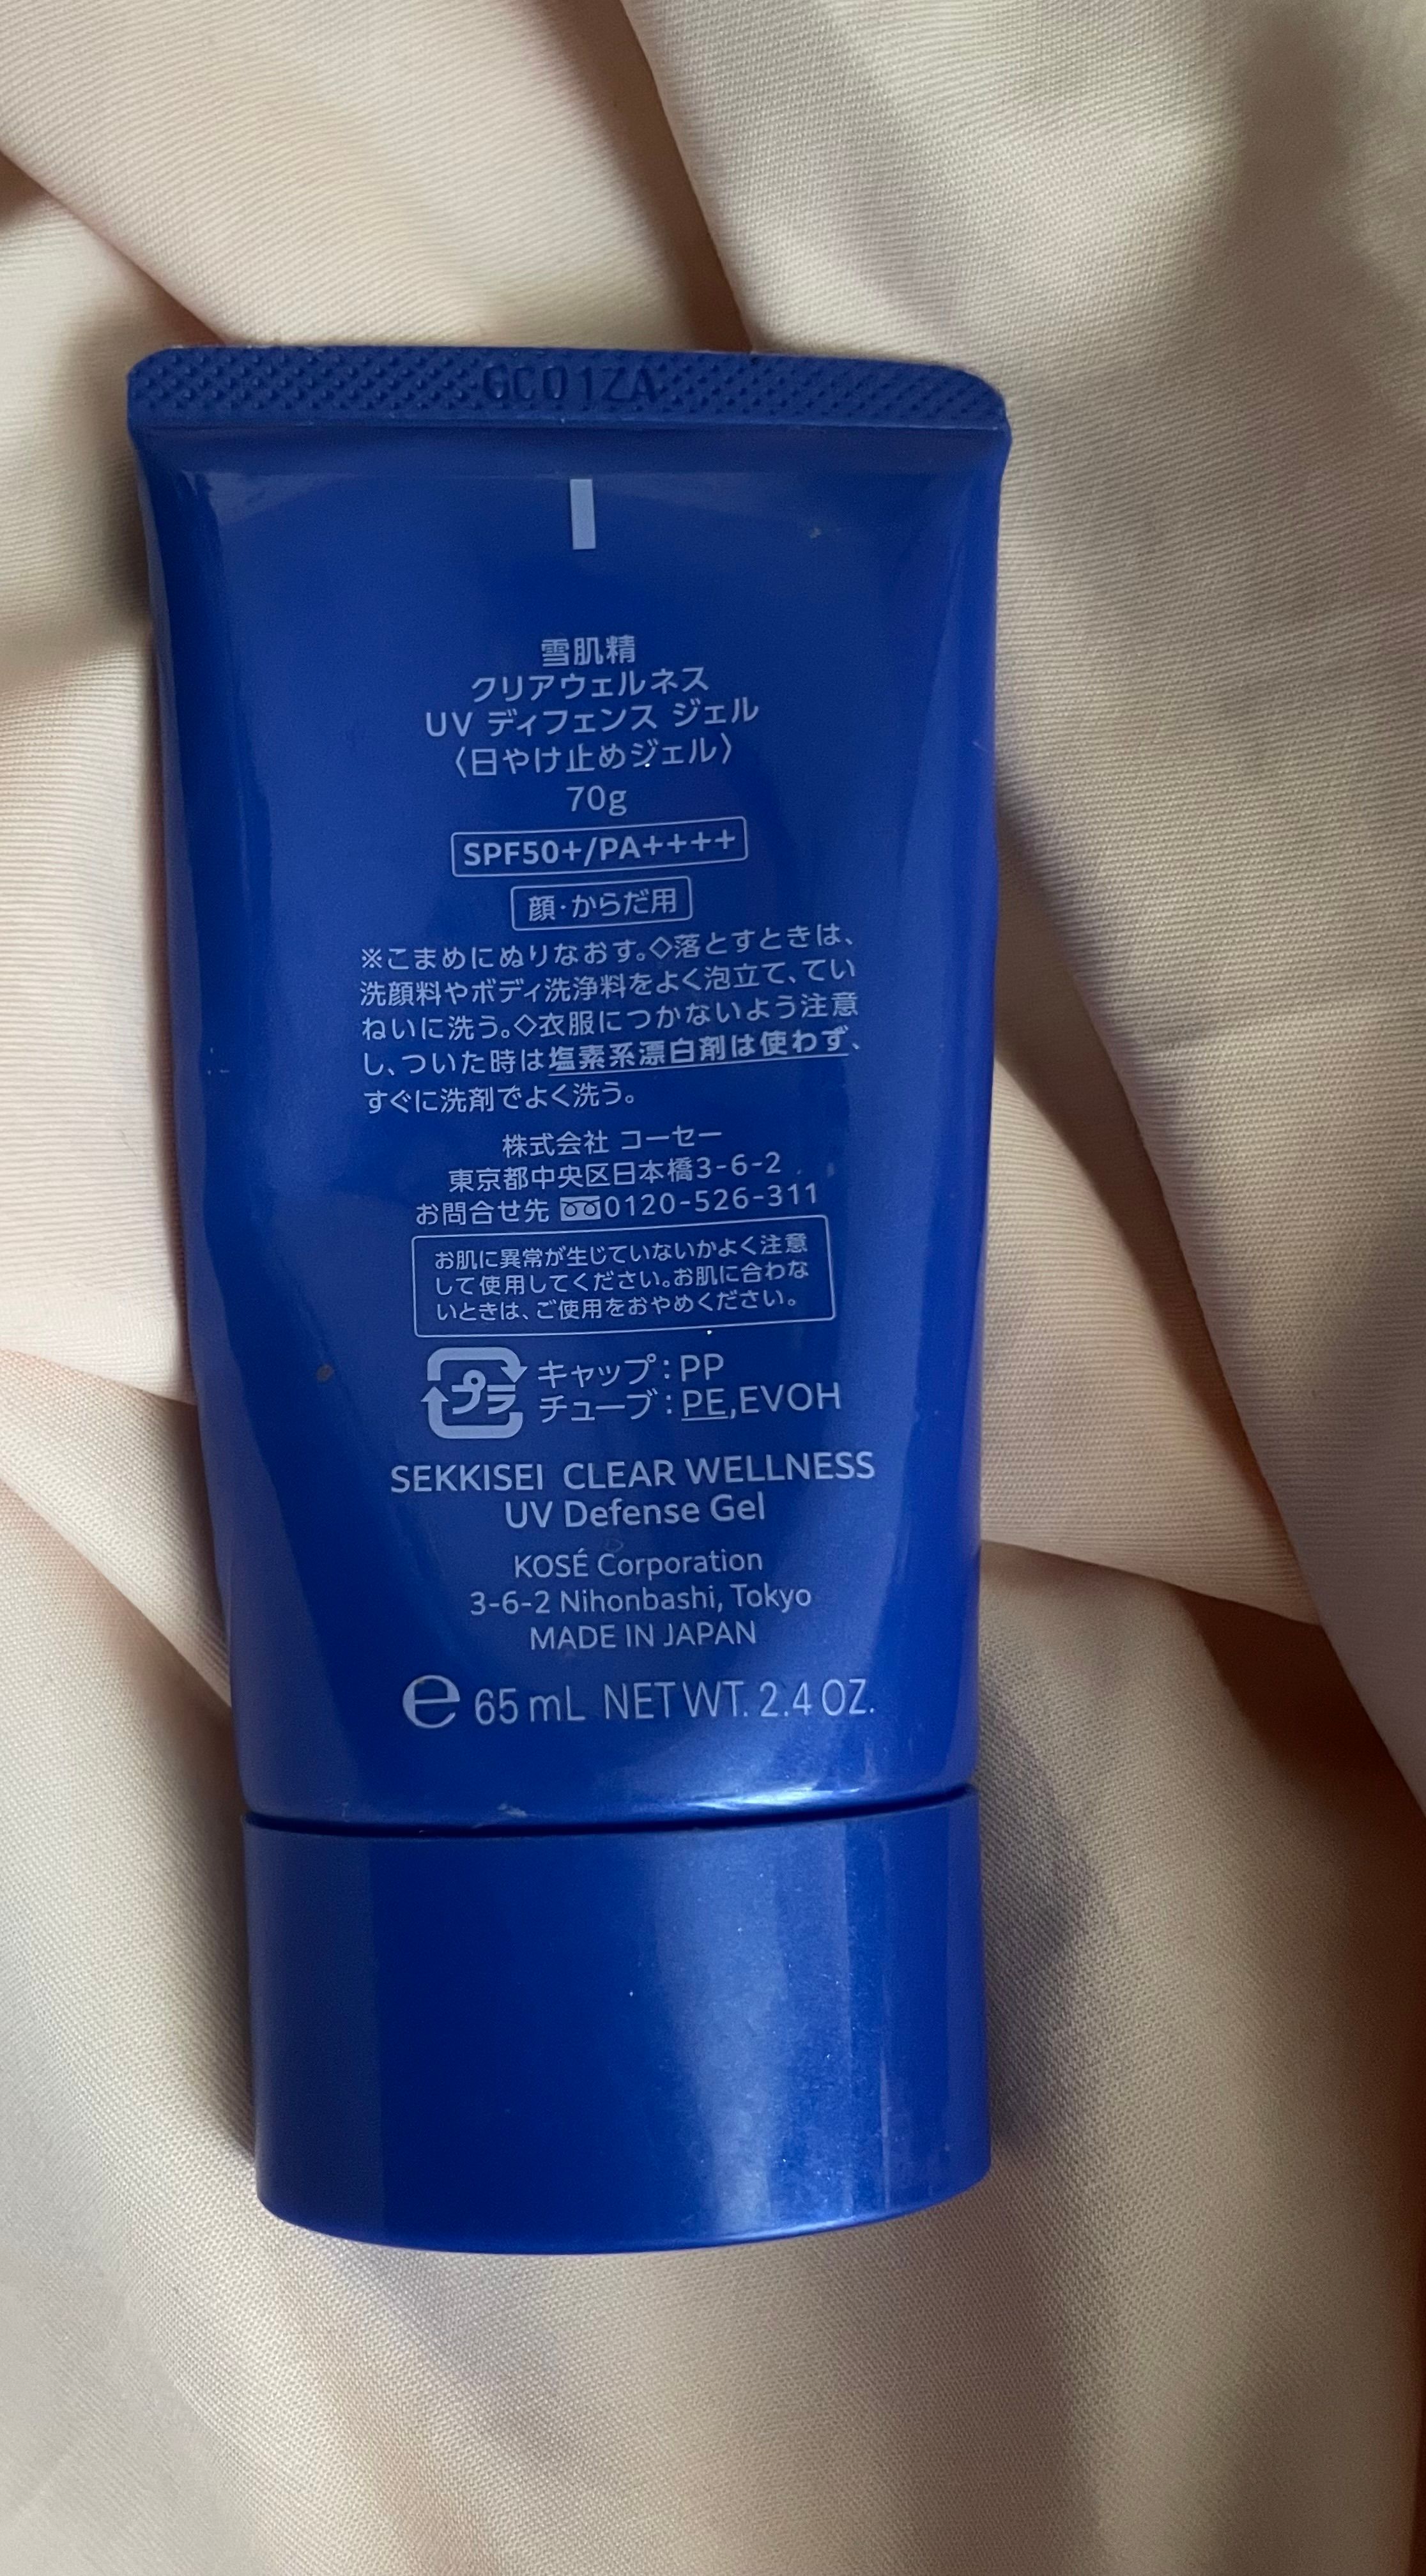 GC01ZA
雪肌精
クリアウェルネス
UV ディフェンス ジェル
〈日やけ止めジェル〉
70g
SPF50+/PA++++
顔・からだ用
※こまめにぬりなおす。◇落とすときは、
洗顔料やボディ洗浄料をよく泡立て、てい
ねいに洗う。◇衣服につかないよう注意
し、ついた時は塩素系漂白剤は使わず、
すぐに洗剤でよく洗う。
株式会社 コーセー
東京都中央区日本橋3-6-2
お問合せ先 0120-526-311
お肌に異常が生じていないかよく注意
して使用してください。お肌に合わな
いときは、ご使用をおやめください。
プラ キャップ：PP
チューブ：PE,EVOH
SEKKISEI CLEAR WELLNESS
UV Defense Gel
KOSÉ Corporation
3-6-2 Nihonbashi, Tokyo
MADE IN JAPAN
e 65 mL NET WT. 2.4 OZ.